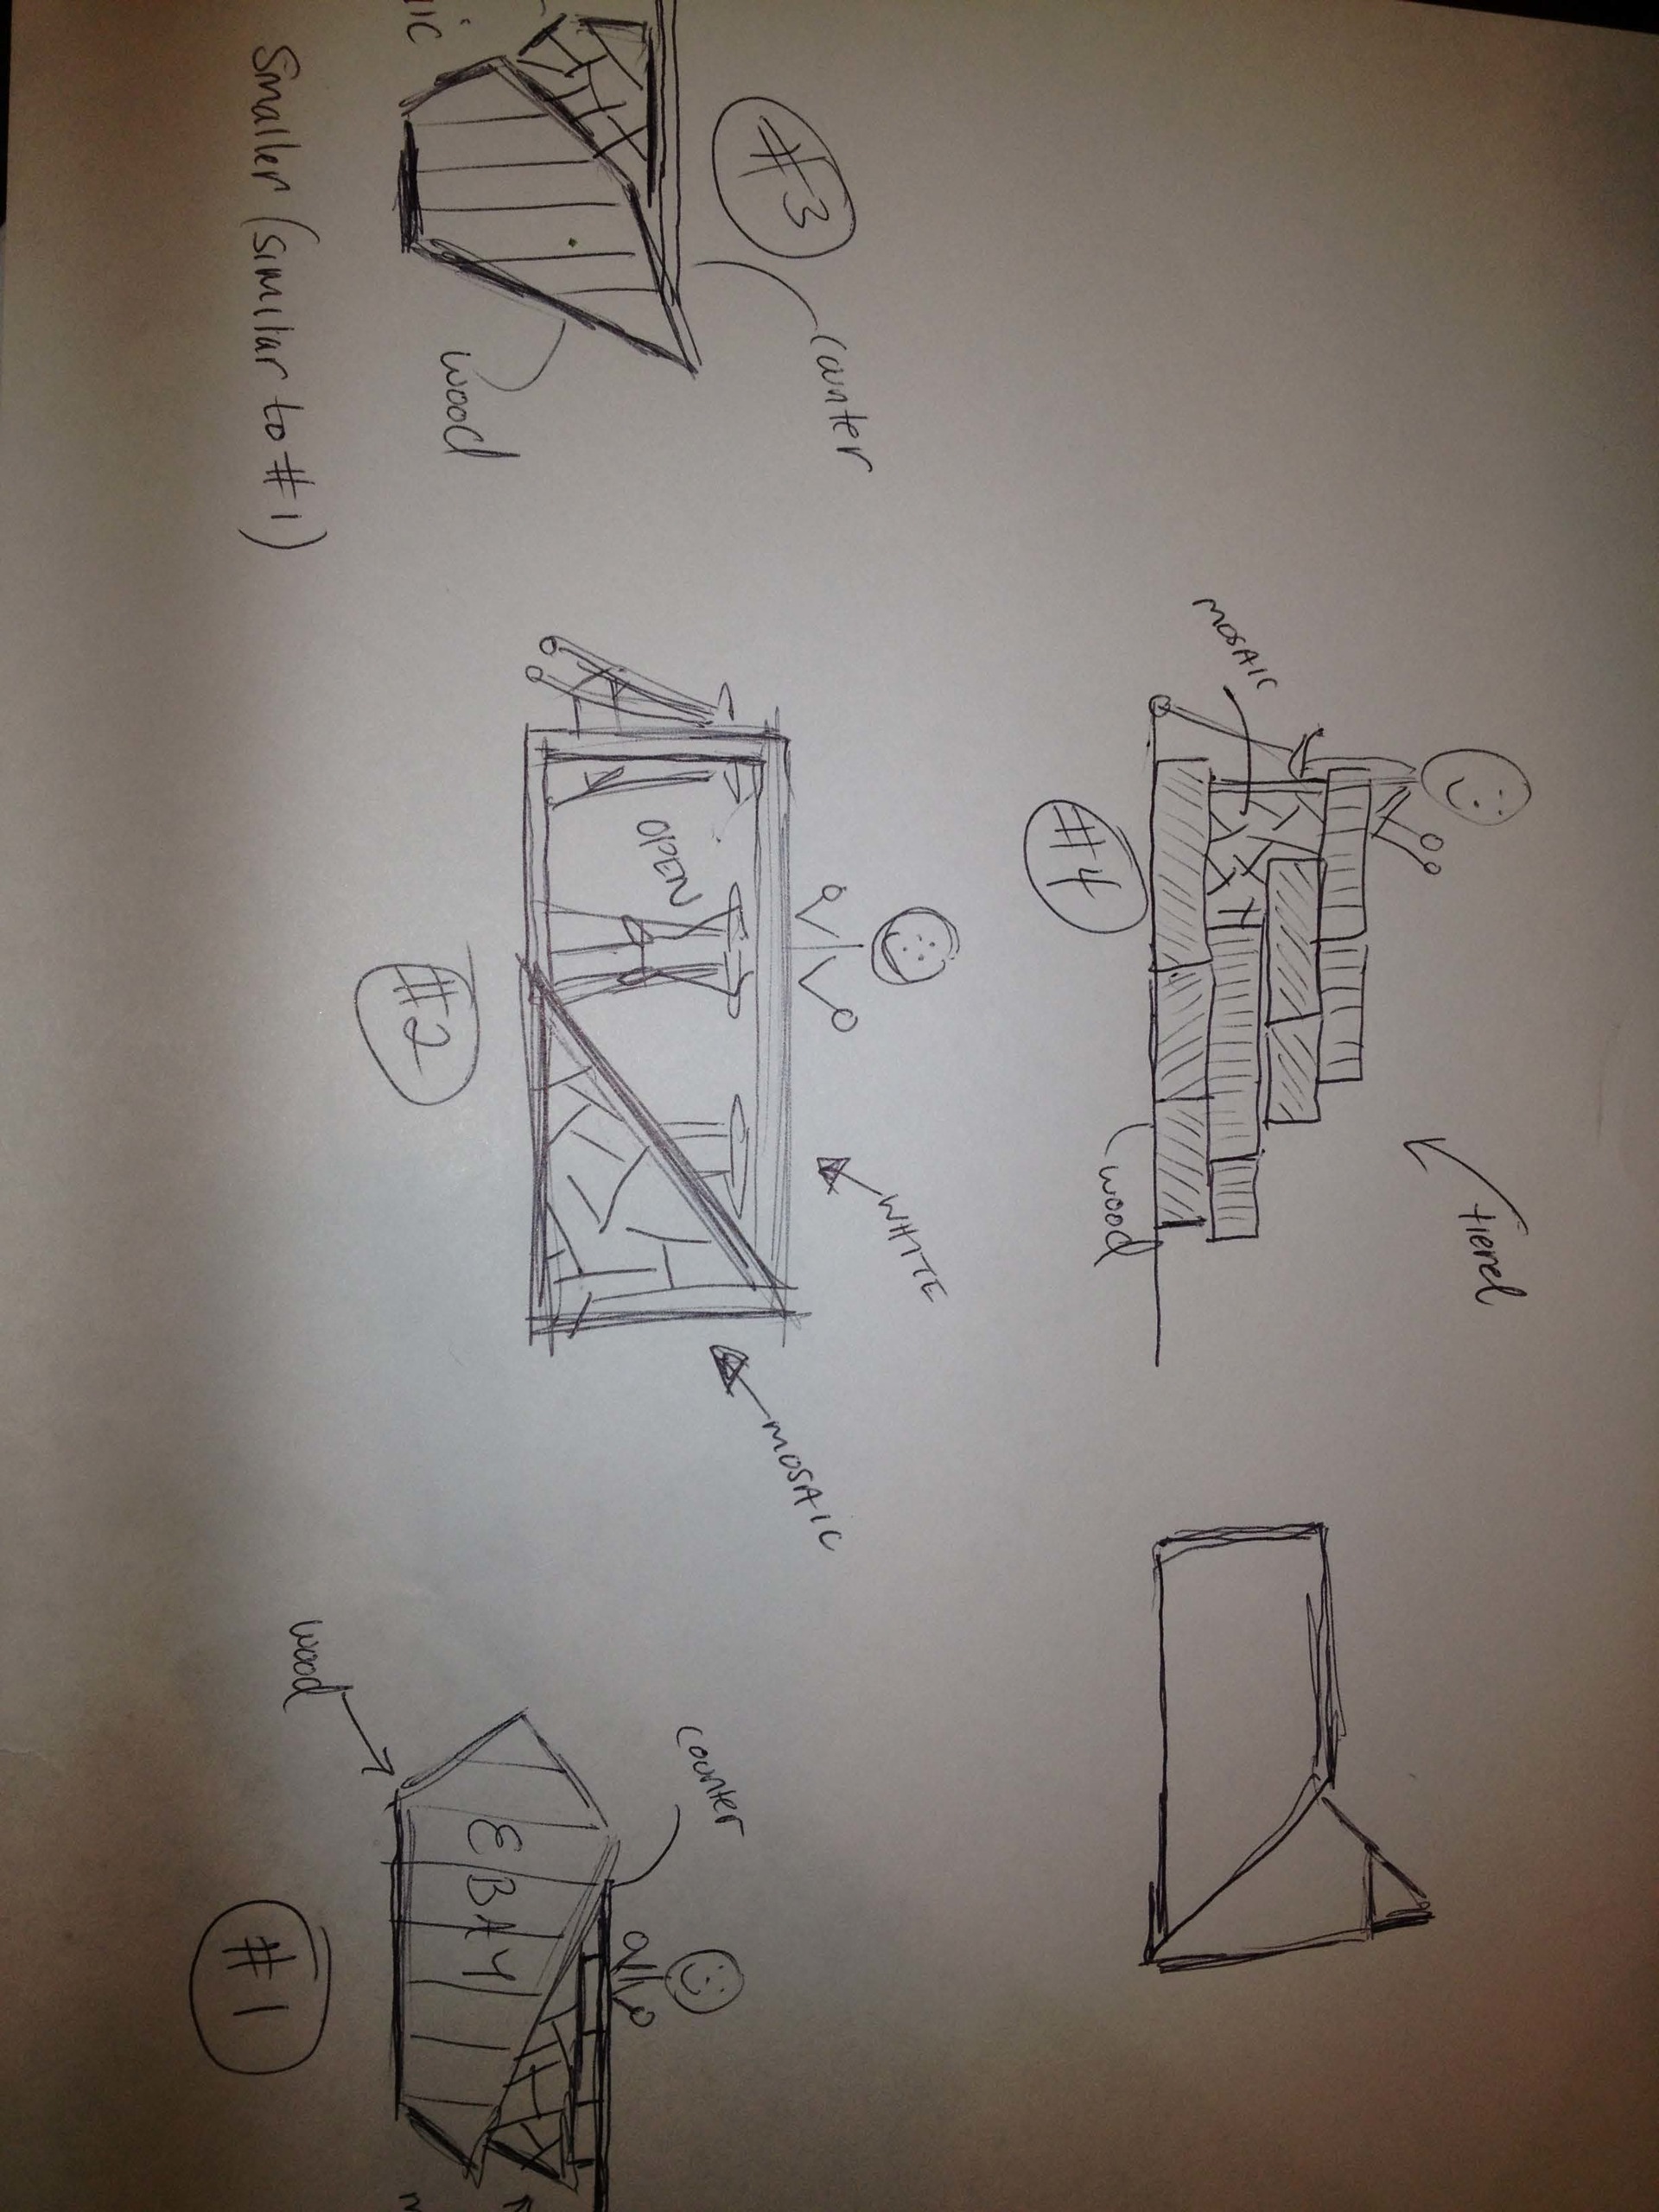 tiered
mosaic
#4
wood
#3
counter
wood
Smaller (similar to #1)
OPEN
WHITE
MOSAIC
#2
counter
EBAY
wood
#1